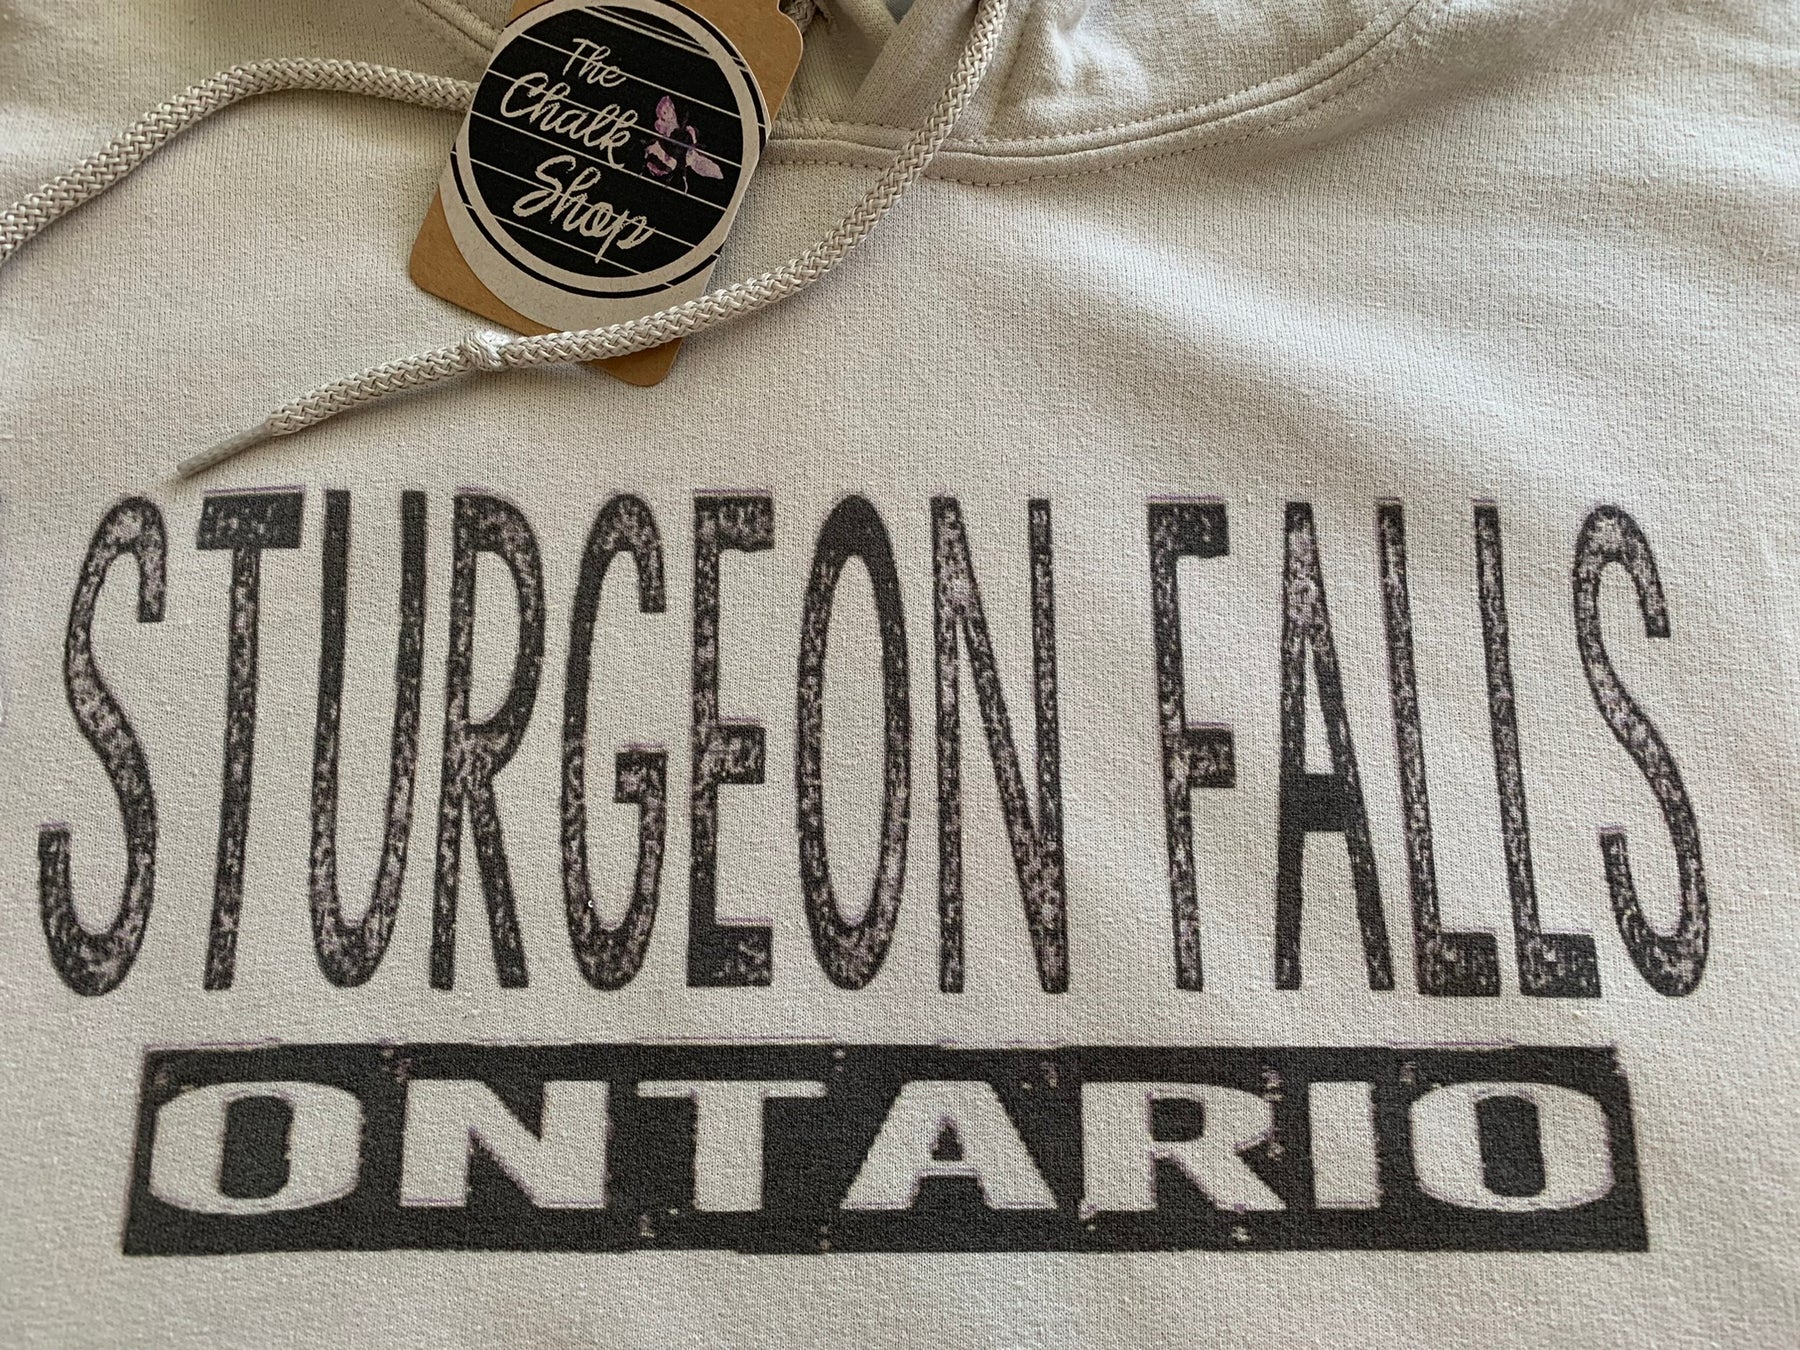 The
Chalk
Shop
STURGEON FALLS
ONTARIO